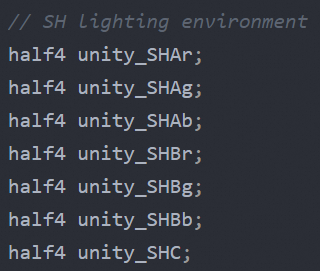 // SH lighting environment
half4 unity_SHAr;
half4 unity_SHAg;
half4 unity_SHAb;
half4 unity_SHBr;
half4 unity_SHBg;
half4 unity_SHBb;
half4 unity_SHC;